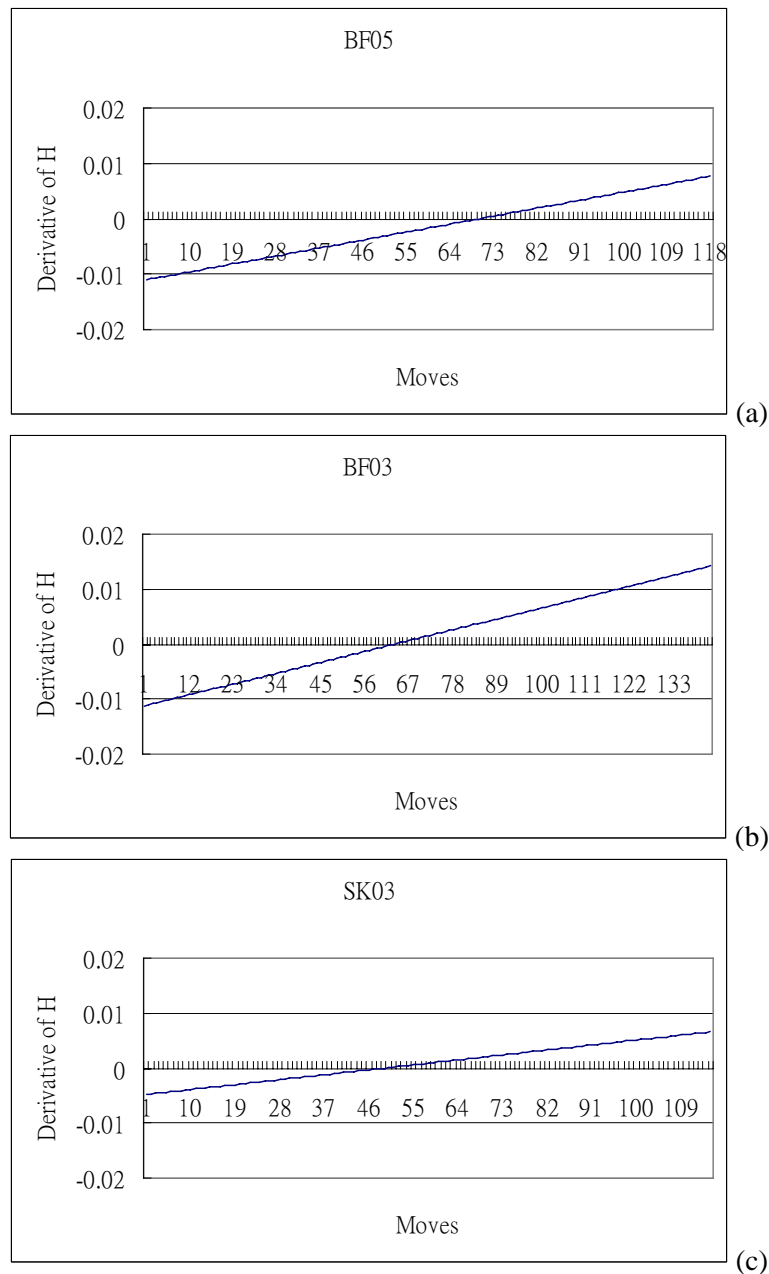 BF05
0.02
0.01
0
-0.01
-0.02
Derivative of H
1 10 19 28 37 46 55 64 73 82 91 100 109 118
Moves
(a)
BF03
0.02
0.01
0
-0.01
-0.02
Derivative of H
1 12 23 34 45 56 67 78 89 100 111 122 133
Moves
(b)
SK03
0.02
0.01
0
-0.01
-0.02
Derivative of H
1 10 19 28 37 46 55 64 73 82 91 100 109
Moves
(c)